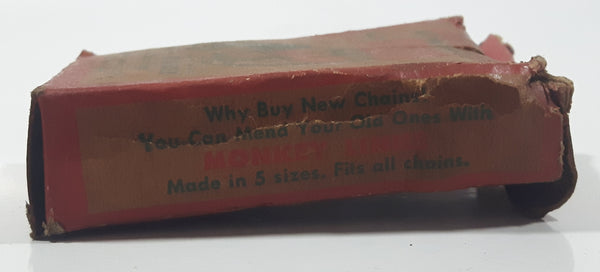 Why Buy New Chains
You Can Mend Your Old Ones With
MONKEY LINKS
Made in 5 sizes. Fits all chains.